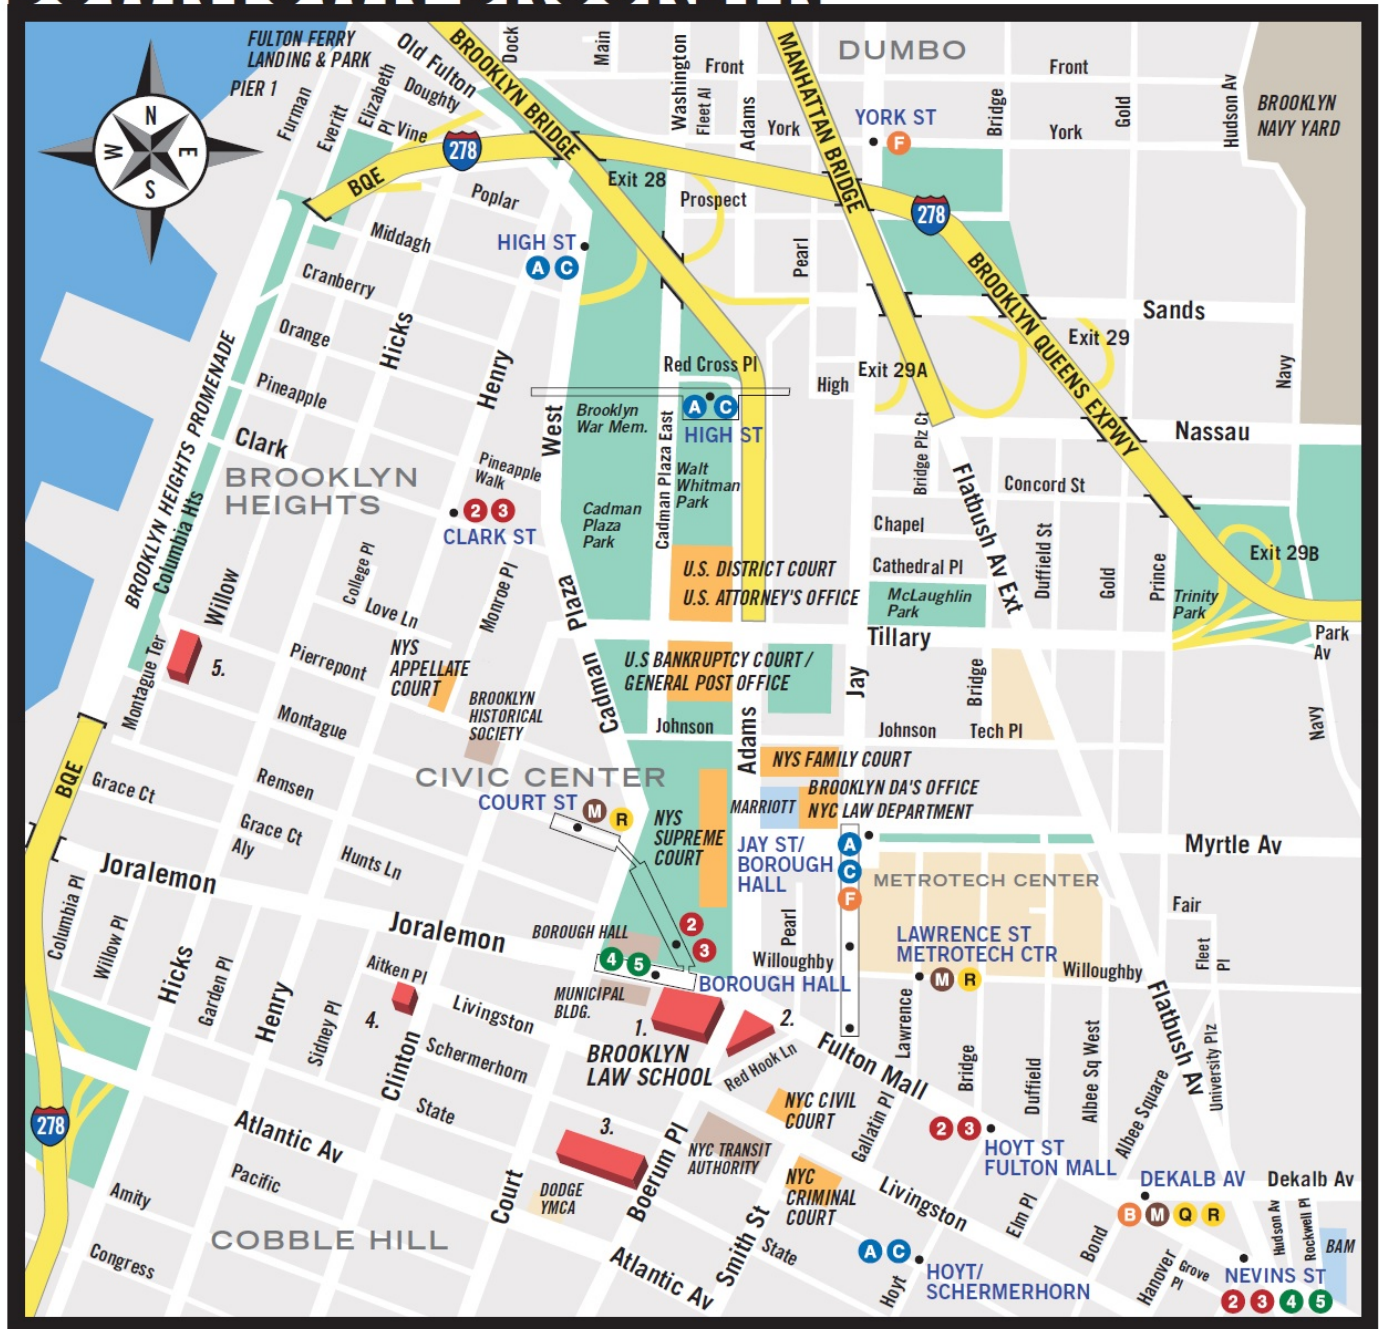 FULTON FERRY
LANDING & PARK
PIER 1
Old Fulton
BROOKLYN BRIDGE
Dock
Main
Washington
Front
Fleet Al
Adams
York
MANHATTAN BRIDGE
DUMBO
Front
YORK ST
F
Bridge
York
Gold
Hudson Av
BROOKLYN
NAVY YARD
N
E
S
W
Furman
Everitt
Elizabeth
Pl
Doughty
Vine
278
BQE
Poplar
Exit 28
Prospect
278
Middagh
HIGH ST
A C
Pearl
Cranberry
BROOKLYN QUEENS EXPWY
Sands
Orange
Hicks
Exit 29
BROOKLYN HEIGHTS PROMENADE
Henry
Red Cross Pl
Exit 29A
High
Navy
Pineapple
West
Brooklyn
War Mem.
A C
HIGH ST
Clark
Nassau
BROOKLYN
HEIGHTS
Pineapple
Walk
Cadman Plaza East
Walt
Whitman
Park
Bridge Plz Ct
Flatbush Av Ext
Concord St
2 3
CLARK ST
Cadman
Plaza
Park
Chapel
Columbia Hts
Willow
College Pl
Love Ln
Monroe Pl
Cadman Plaza
U.S. DISTRICT COURT
U.S. ATTORNEY'S OFFICE
Cathedral Pl
McLaughlin
Park
Duffield St
Gold
Prince
Exit 29B
Trinity
Park
Tillary
Park
Av
Montague Ter
5.
Pierrepont
NYS
APPELLATE
COURT
BROOKLYN
HISTORICAL
SOCIETY
U.S BANKRUPTCY COURT /
GENERAL POST OFFICE
Jay
Bridge
Montague
Johnson
Adams
Johnson
Tech Pl
Navy
BQE
Grace Ct
Remsen
CIVIC CENTER
COURT ST
M R
NYS FAMILY COURT
BROOKLYN DA'S OFFICE
MARRIOTT
NYC LAW DEPARTMENT
Grace Ct
Aly
Hunts Ln
NYS
SUPREME
COURT
JAY ST/
BOROUGH
HALL
A
C
F
Myrtle Av
METROTECH CENTER
Joralemon
Joralemon
Columbia Pl
Willow Pl
Hicks
Garden Pl
Henry
Sidney Pl
Aitken Pl
BOROUGH HALL
2
3
4 5
Pearl
Willoughby
BOROUGH HALL
LAWRENCE ST
METROTECH CTR
M R
Willoughby
Fair
Fleet
Pl
MUNICIPAL
BLDG.
4.
Livingston
1.
2.
BROOKLYN
LAW SCHOOL
Red Hook Ln
Fulton Mall
Lawrence
Bridge
Duffield
Albee Sq West
Flatbush Av
University Plz
Albee Square
Clinton
Schermerhorn
State
278
Atlantic Av
3.
Boerum Pl
NYC CIVIL
COURT
Gallatin Pl
NYC TRANSIT
AUTHORITY
2 3
HOYT ST
FULTON MALL
Pacific
Amity
Court
DODGE
YMCA
NYC
CRIMINAL
COURT
Livingston
Elm Pl
DEKALB AV
Dekalb Av
B M Q R
COBBLE HILL
Congress
Atlantic Av
Smith St
State
A C
HOYT/
SCHERMERHORN
Hoyt
Bond
Hanover
Grove
Pl
Hudson Av
Rockwell Pl
BAM
NEVINS ST
2 3 4 5